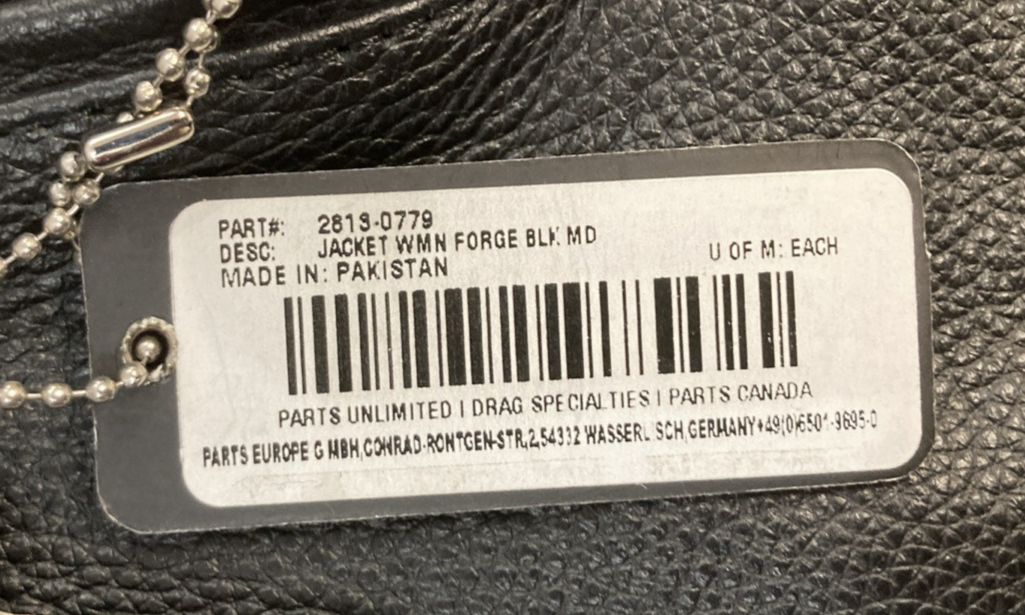 PART#: 2813-0779
DESC: JACKET WMN FORGE BLK MD
U OF M: EACH
MADE IN: PAKISTAN
PARTS UNLIMITED | DRAG SPECIALTIES | PARTS CANADA
PARTS EUROPE GMBH,CONRAD-RONTGEN-STR,2,54332 WASSERL SCH,GERMANY+49(0)6501-9695-0